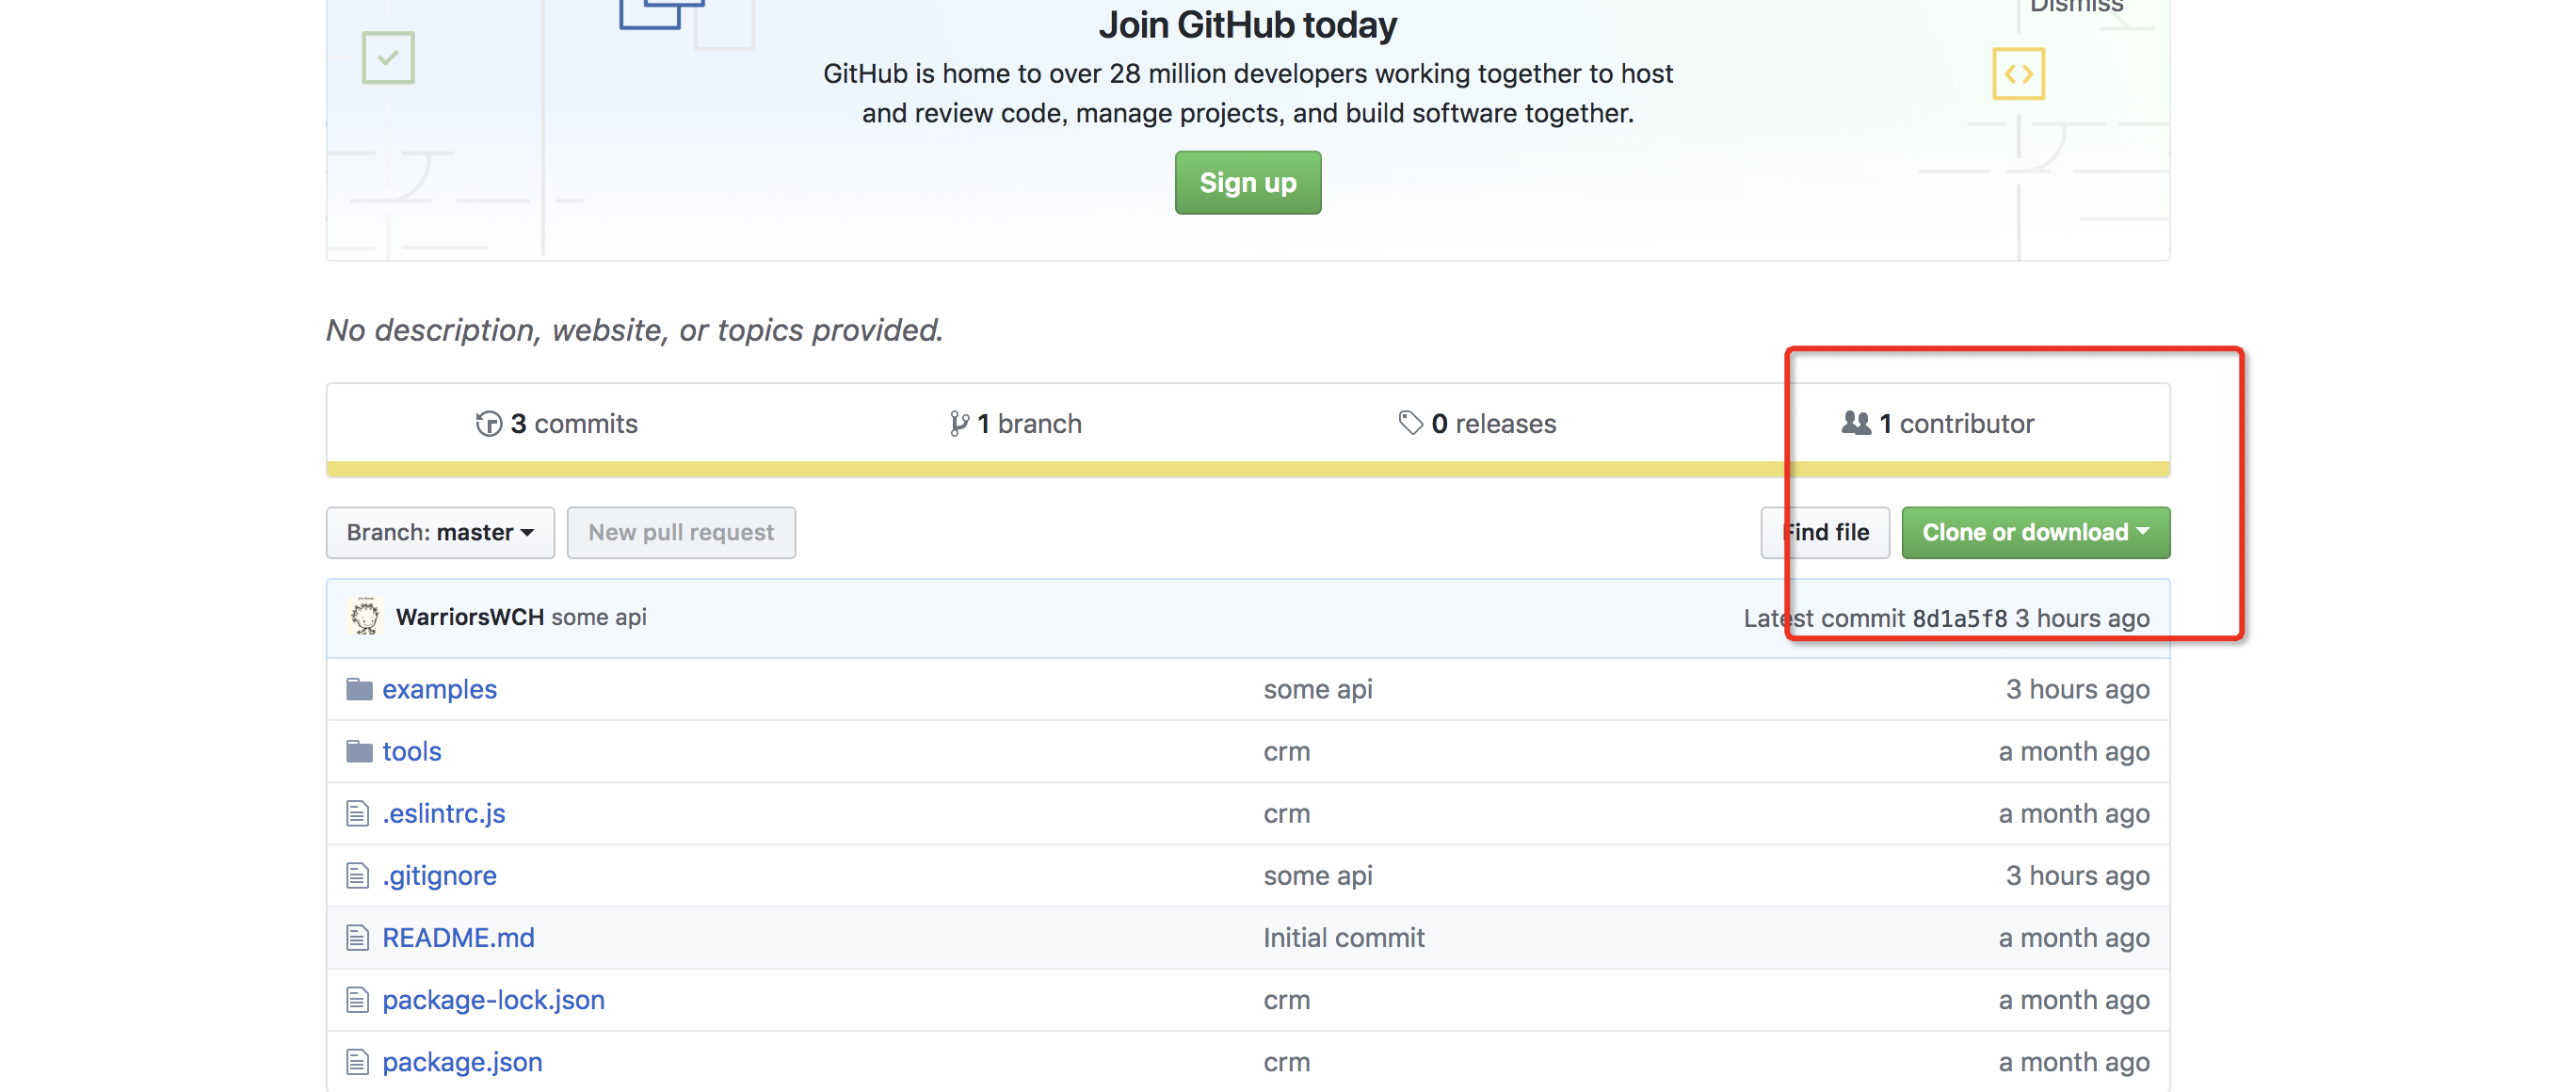 Dismiss
Join GitHub today
GitHub is home to over 28 million developers working together to host
and review code, manage projects, and build software together.
Sign up
No description, website, or topics provided.
3 commits 1 branch 0 releases 1 contributor
Branch: master New pull request Find file Clone or download
WarriorsWCH some api Latest commit 8d1a5f8 3 hours ago
examples some api 3 hours ago
tools crm a month ago
.eslintrc.js crm a month ago
.gitignore some api 3 hours ago
README.md Initial commit a month ago
package-lock.json crm a month ago
package.json crm a month ago